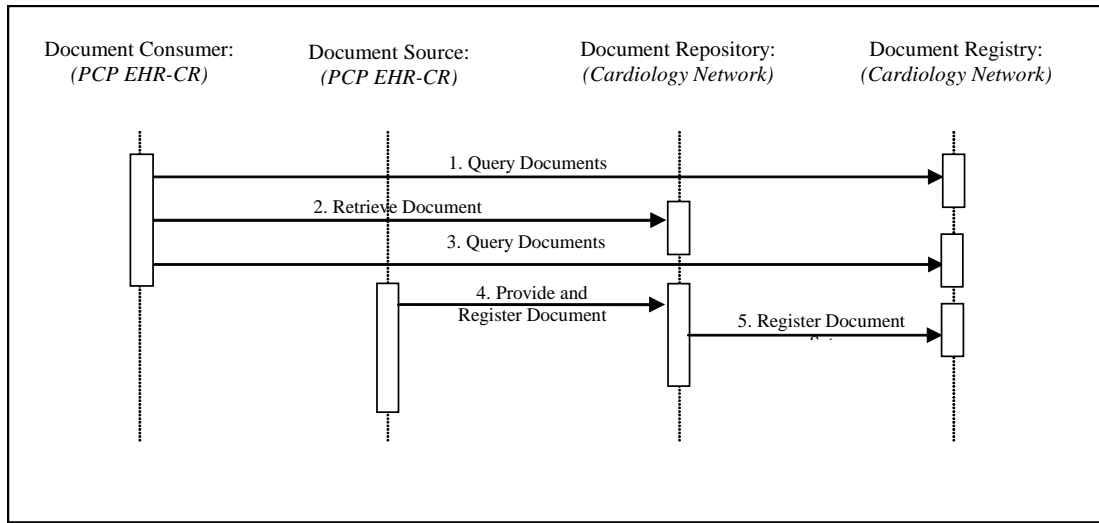 Document Consumer:
(PCP EHR-CR)
Document Source:
(PCP EHR-CR)
Document Repository:
(Cardiology Network)
Document Registry:
(Cardiology Network)
1. Query Documents
2. Retrieve Document
3. Query Documents
4. Provide and
Register Document
5. Register Document